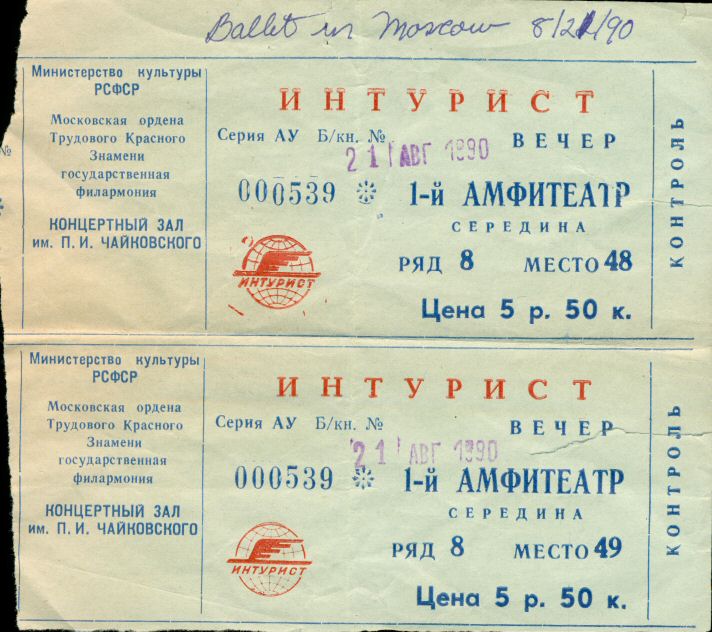 Ballet in Moscow 8/21/90
Министерство культуры
РСФСР
Московская ордена
Трудового Красного
Знамени
государственная
филармония
КОНЦЕРТНЫЙ ЗАЛ
им. П. И. ЧАЙКОВСКОГО
ИНТУРИСТ
Серия АУ Б/кн. №
21 АВГ 1990
ВЕЧЕР
000539
1-й АМФИТЕАТР
СЕРЕДИНА
ИНТУРИСТ
РЯД 8 МЕСТО 48
Цена 5 р. 50 к.
КОНТРОЛЬ
№
Министерство культуры
РСФСР
Московская ордена
Трудового Красного
Знамени
государственная
филармония
КОНЦЕРТНЫЙ ЗАЛ
им. П. И. ЧАЙКОВСКОГО
ИНТУРИСТ
Серия АУ Б/кн. №
21 АВГ 1990
ВЕЧЕР
000539
1-й АМФИТЕАТР
СЕРЕДИНА
ИНТУРИСТ
РЯД 8 МЕСТО 49
Цена 5 р. 50 к.
КОНТРОЛЬ